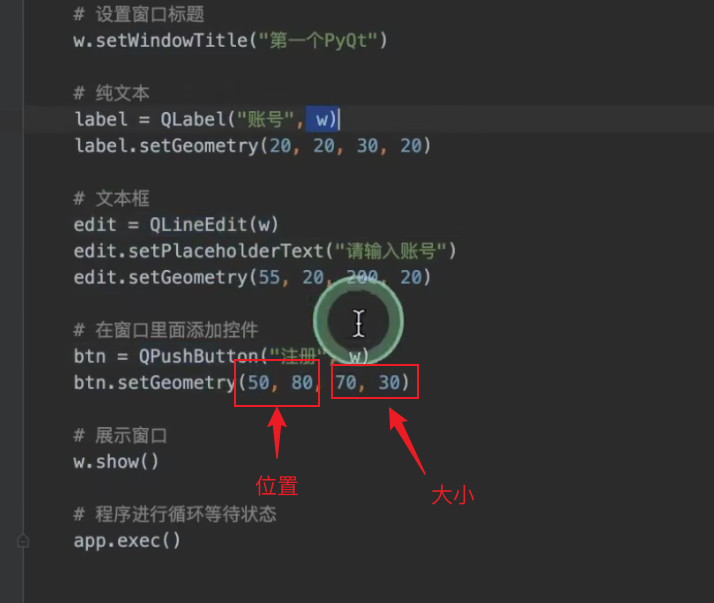 # 设置窗口标题
w.setWindowTitle("第一个PyQt")
# 纯文本
label = QLabel("账号", w)
label.setGeometry(20, 20, 30, 20)
# 文本框
edit = QLineEdit(w)
edit.setPlaceholderText("请输入账号")
edit.setGeometry(55, 20, 200, 20)
# 在窗口里面添加控件
btn = QPushButton("注册", w)
btn.setGeometry(50, 80, 70, 30)
# 展示窗口
w.show()
位置
大小
# 程序进行循环等待状态
app.exec()